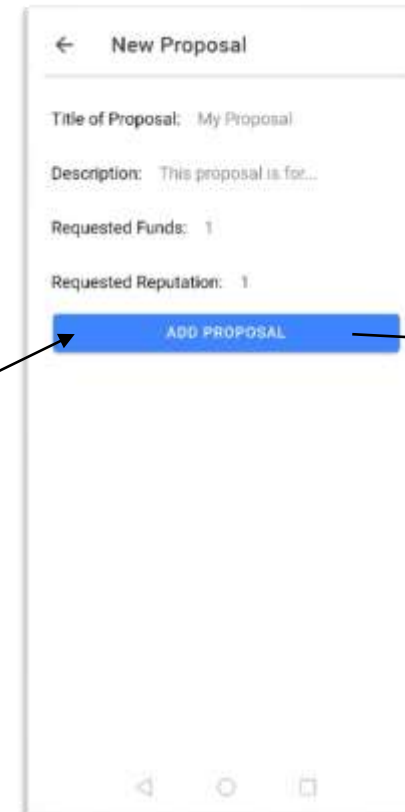 New Proposal
Title of Proposal: My Proposal
Description: This proposal is for...
Requested Funds: 1
Requested Reputation: 1
ADD PROPOSAL